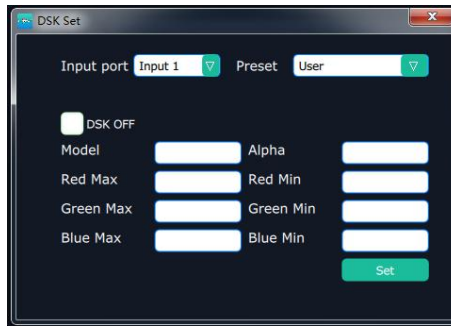 DSK Set
Input port Input 1 Preset User
DSK OFF
Model Alpha
Red Max Red Min
Green Max Green Min
Blue Max Blue Min
Set